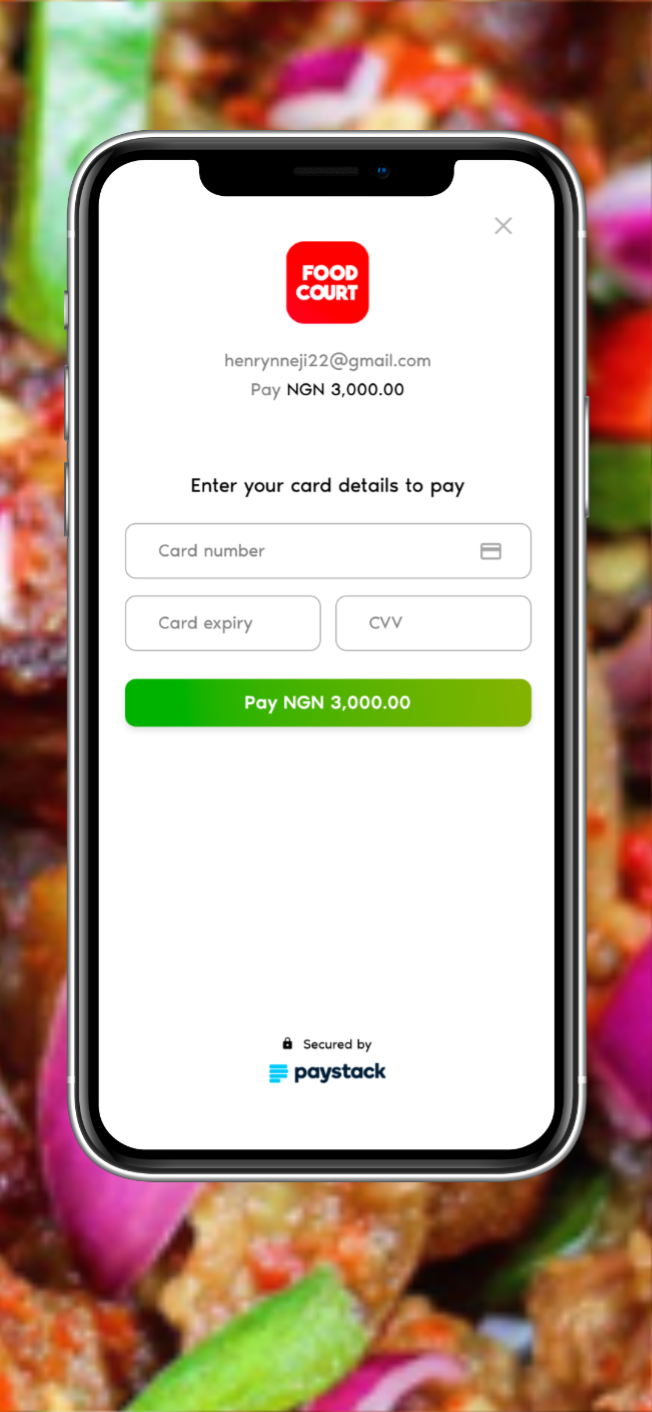 FOOD
COURT
henrynneji22@gmail.com
Pay NGN 3,000.00
Enter your card details to pay
Card number
Card expiry CVV
Pay NGN 3,000.00
Secured by
paystack